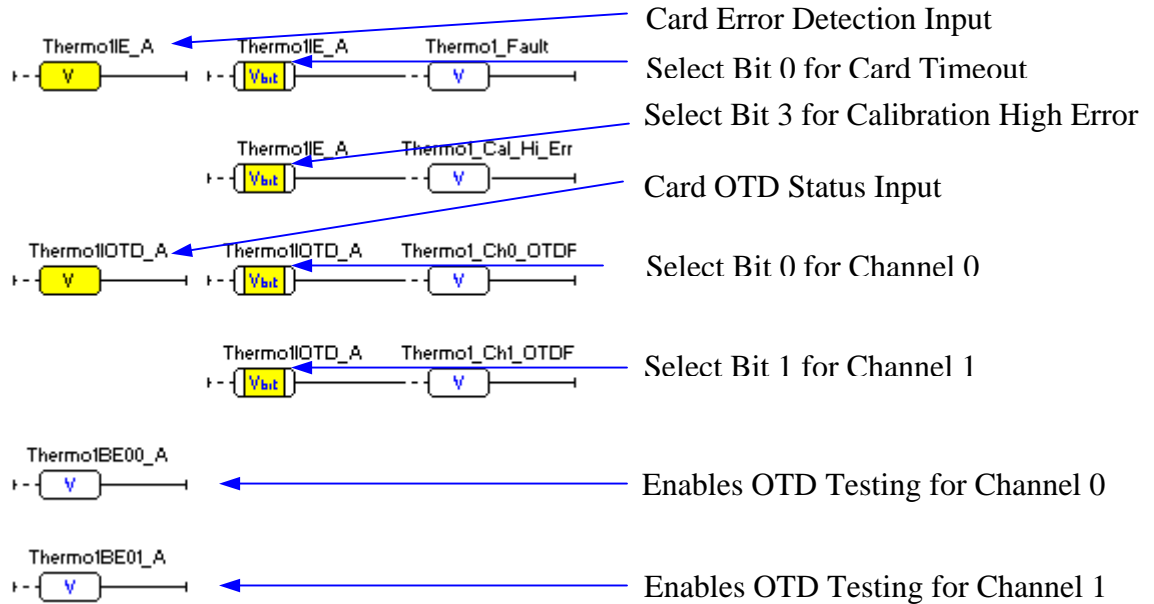 Card Error Detection Input
Thermo1IE_A Thermo1IE_A Thermo1_Fault
V Vbit V
Select Bit 0 for Card Timeout
Select Bit 3 for Calibration High Error
Thermo1IE_A Thermo1_Cal_Hi_Err
Vbit V
Card OTD Status Input
Thermo1IOTD_A Thermo1IOTD_A Thermo1_Ch0_OTDF
V Vbit V
Select Bit 0 for Channel 0
Thermo1IOTD_A Thermo1_Ch1_OTDF
Vbit V
Select Bit 1 for Channel 1
Thermo1BE00_A
V
Enables OTD Testing for Channel 0
Thermo1BE01_A
V
Enables OTD Testing for Channel 1